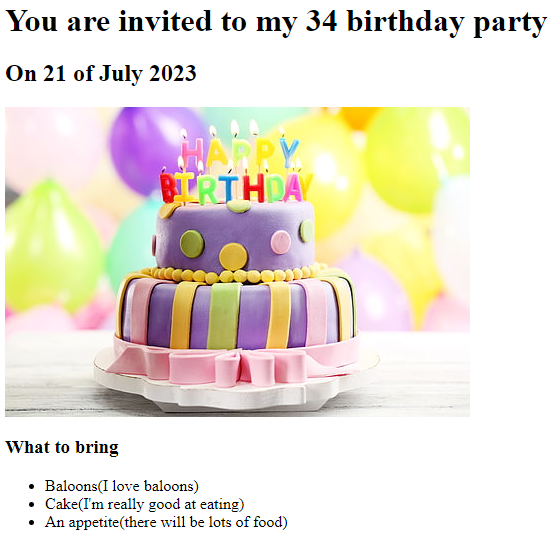 You are invited to my 34 birthday party
On 21 of July 2023
HAPPY
BIRTHDAY
What to bring
Baloons(I love baloons)
Cake(I'm really good at eating)
An appetite(there will be lots of food)